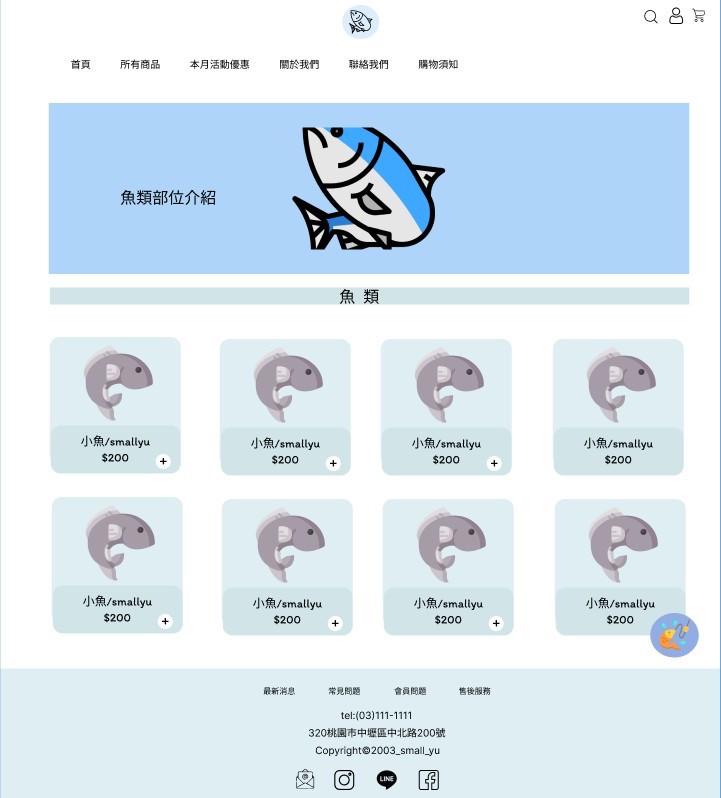 首頁 所有商品 本月活動優惠 關於我們 聯絡我們 購物須知
魚類部位介紹
魚 類
小魚/smallyu
$200
+
小魚/smallyu
$200
+
小魚/smallyu
$200
+
小魚/smallyu
$200
小魚/smallyu
$200
+
小魚/smallyu
$200
+
小魚/smallyu
$200
+
小魚/smallyu
$200
最新消息 常見問題 會員問題 售後服務
tel:(03)111-1111
320桃園市中壢區中北路200號
Copyright©2003_small_yu
LINE